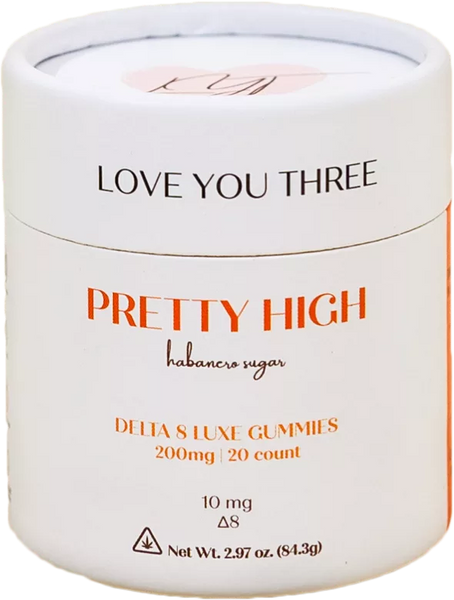 LOVE YOU THREE
PRETTY HIGH
habanero sugar
DELTA 8 LUXE GUMMIES
200mg | 20 count
10 mg
Δ8
Net Wt. 2.97 oz. (84.3g)